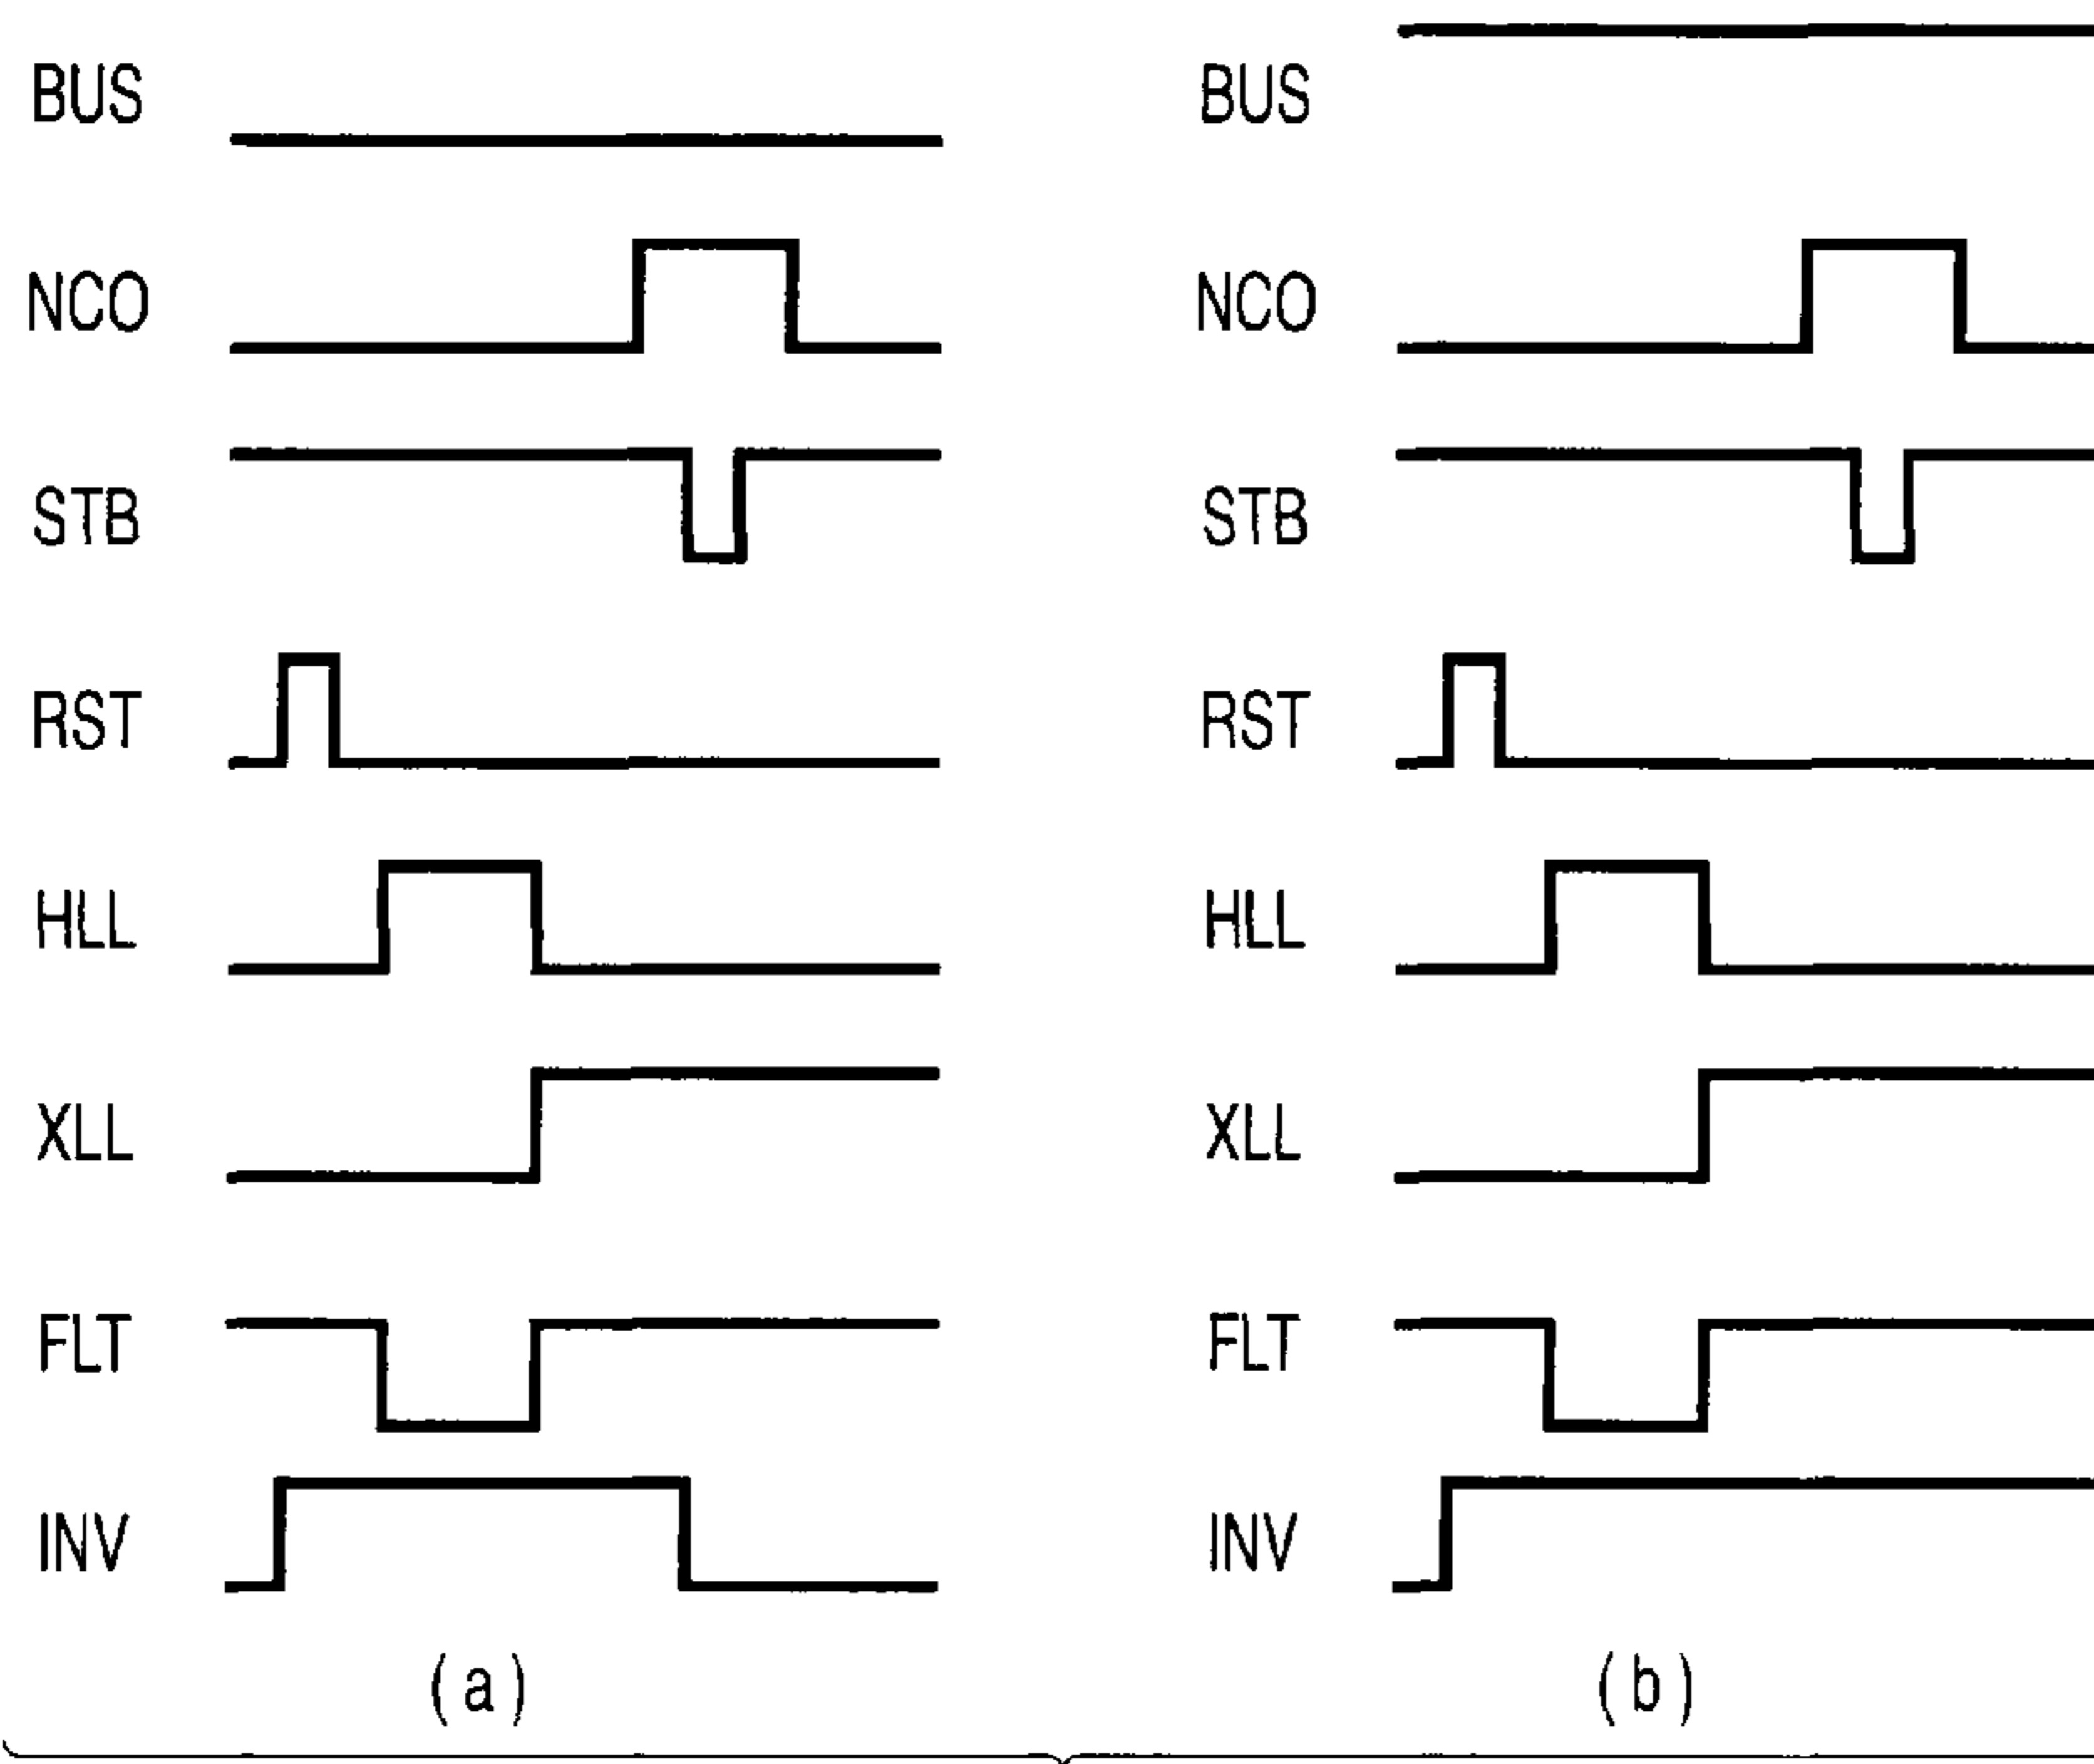 BUS BUS
NCO NCO
STB STB
RST RST
HLL HLL
XLL XLL
FLT FLT
INV INV
(a) (b)